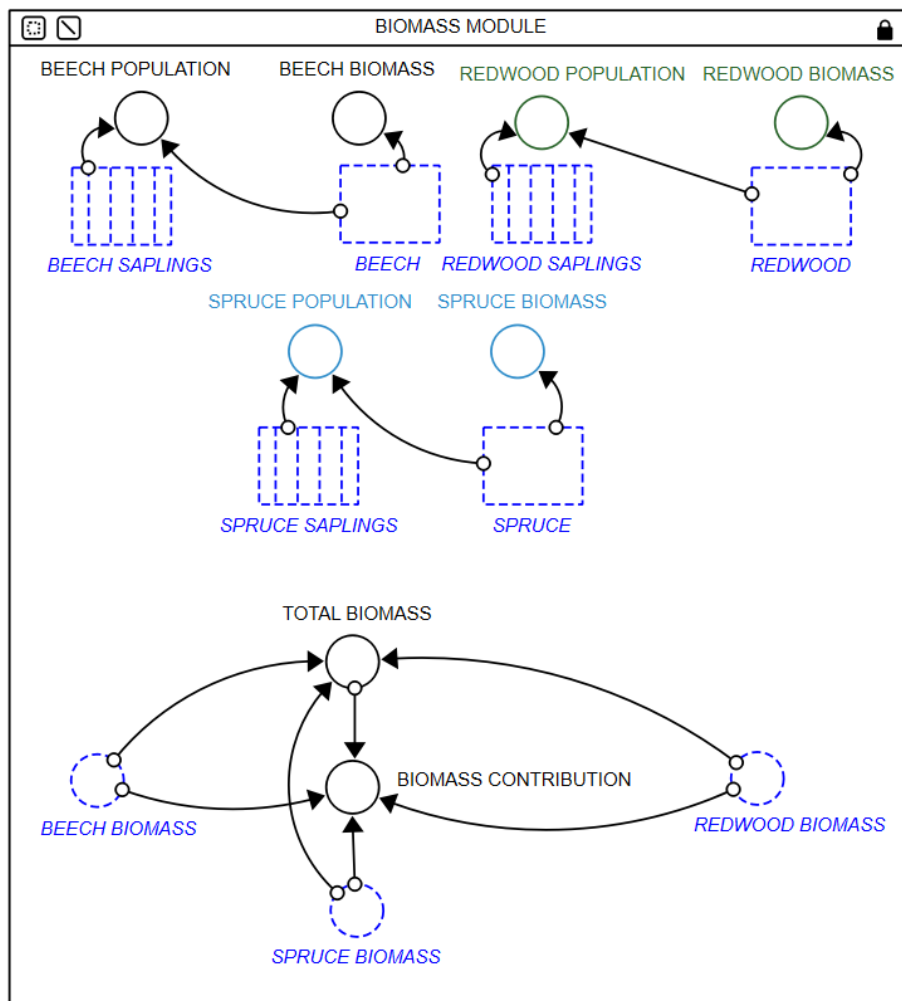 BIOMASS MODULE
BEECH POPULATION
BEECH BIOMASS
REDWOOD POPULATION
REDWOOD BIOMASS
BEECH SAPLINGS
BEECH
REDWOOD SAPLINGS
REDWOOD
SPRUCE POPULATION
SPRUCE BIOMASS
SPRUCE SAPLINGS
SPRUCE
TOTAL BIOMASS
BIOMASS CONTRIBUTION
BEECH BIOMASS
REDWOOD BIOMASS
SPRUCE BIOMASS